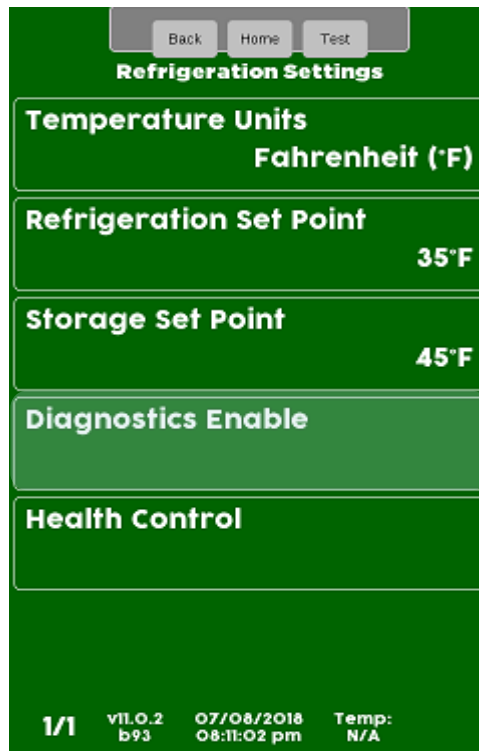 Back Home Test
Refrigeration Settings
Temperature Units
Fahrenheit (°F)
Refrigeration Set Point
35°F
Storage Set Point
45°F
Diagnostics Enable
Health Control
1/1 v11.0.2 07/08/2018 Temp:
b93 08:11:02 pm N/A